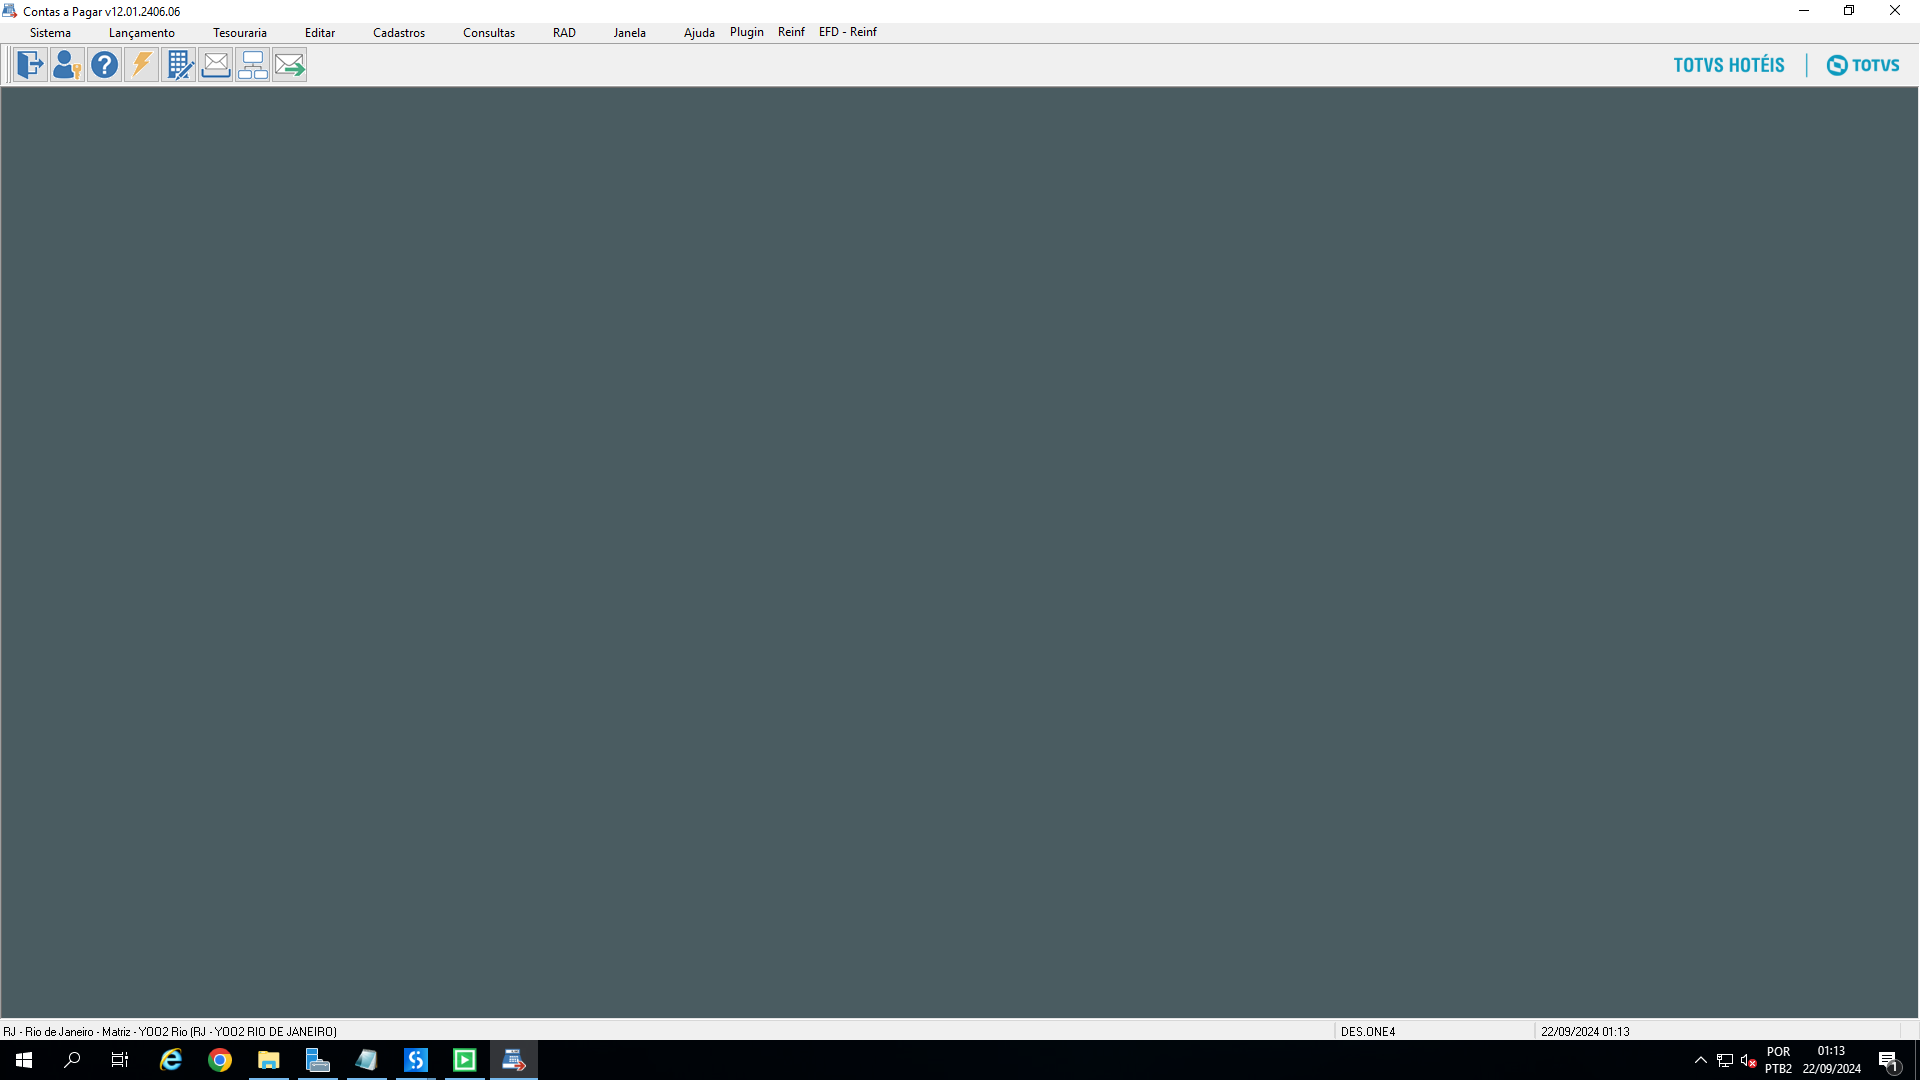 Contas a Pagar v12.01.2406.06
Sistema Lançamento Tesouraria Editar Cadastros Consultas RAD Janela Ajuda Plugin Reinf EFD - Reinf
TOTVS HOTÉIS TOTVS
RJ - Rio de Janeiro - Matriz - YOO2 Rio (RJ - YOO2 RIO DE JANEIRO) DES.ONE4 22/09/2024 01:13
POR 01:13
PTB2 22/09/2024
1